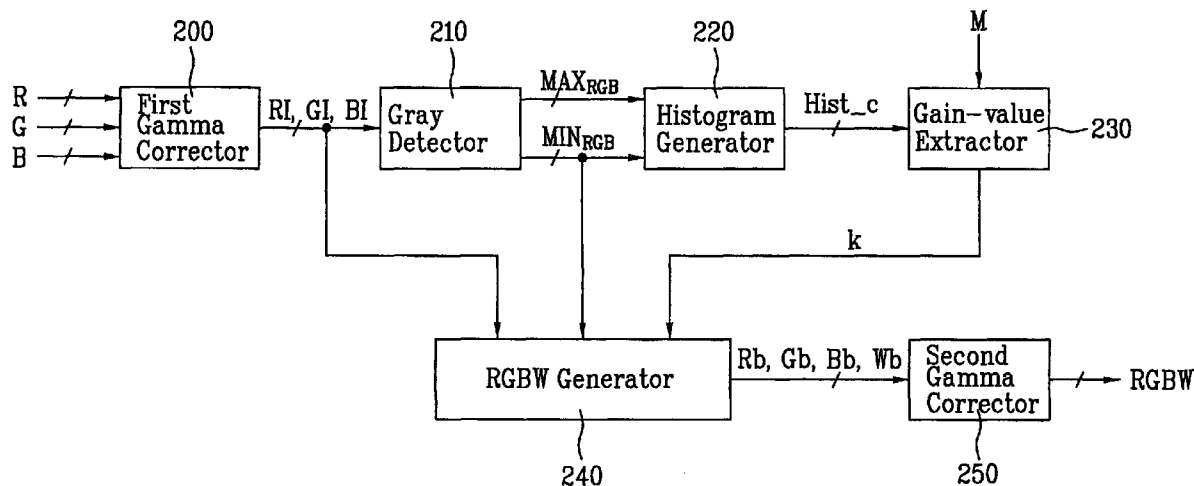 200
210
220
M
R
G
B
First
Gamma
Corrector
RI, GI, BI
Gray
Detector
MAXRGB
MINRGB
Histogram
Generator
Hist_c
Gain-value
Extractor
230
k
RGBW Generator
Rb, Gb, Bb, Wb
Second
Gamma
Corrector
RGBW
240
250